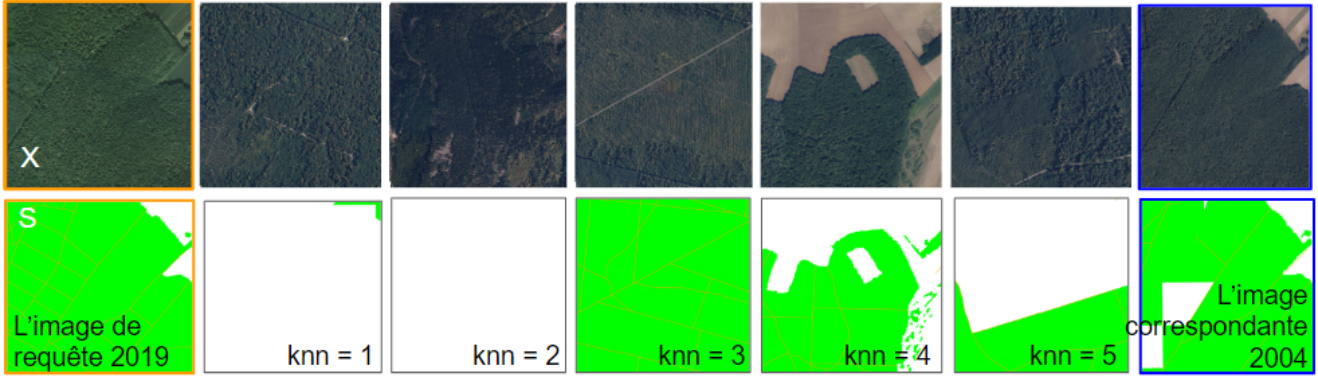 X
S
L'image de
requête 2019
knn = 1
knn = 2
knn = 3
knn = 4
knn = 5
L'image
correspondante
2004